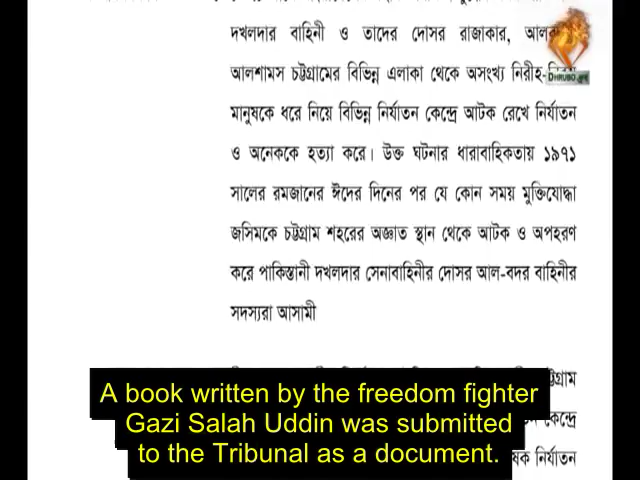 দখলদার বাহিনী ও তাদের দোসর রাজাকার,
আলশামস চট্টগ্রামের বিভিন্ন এলাকা থেকে অসংখ্য নিরীহ-
DHRUBO
মানুষকে ধরে নিয়ে বিভিন্ন নির্যাতন কেন্দ্রে আটক রেখে নির্যাতন
ও অনেককে হত্যা করে। উক্ত ঘটনার ধারাবাহিকতায় ১৯৭১
সালের রমজানের ঈদের দিনের পর যে কোন সময় মুক্তিযোদ্ধা
জসিমকে চট্টগ্রাম শহরের অজ্ঞাত স্থান থেকে আটক ও অপহরণ
করে পাকিস্তানী দখলদার সেনাবাহিনীর দোসর আল-বদর বাহিনীর
সদস্যরা আসামী
A book written by the freedom fighter
Gazi Salah Uddin was submitted
কেন্দ্রে
to the Tribunal as a document.
নির্যাতন